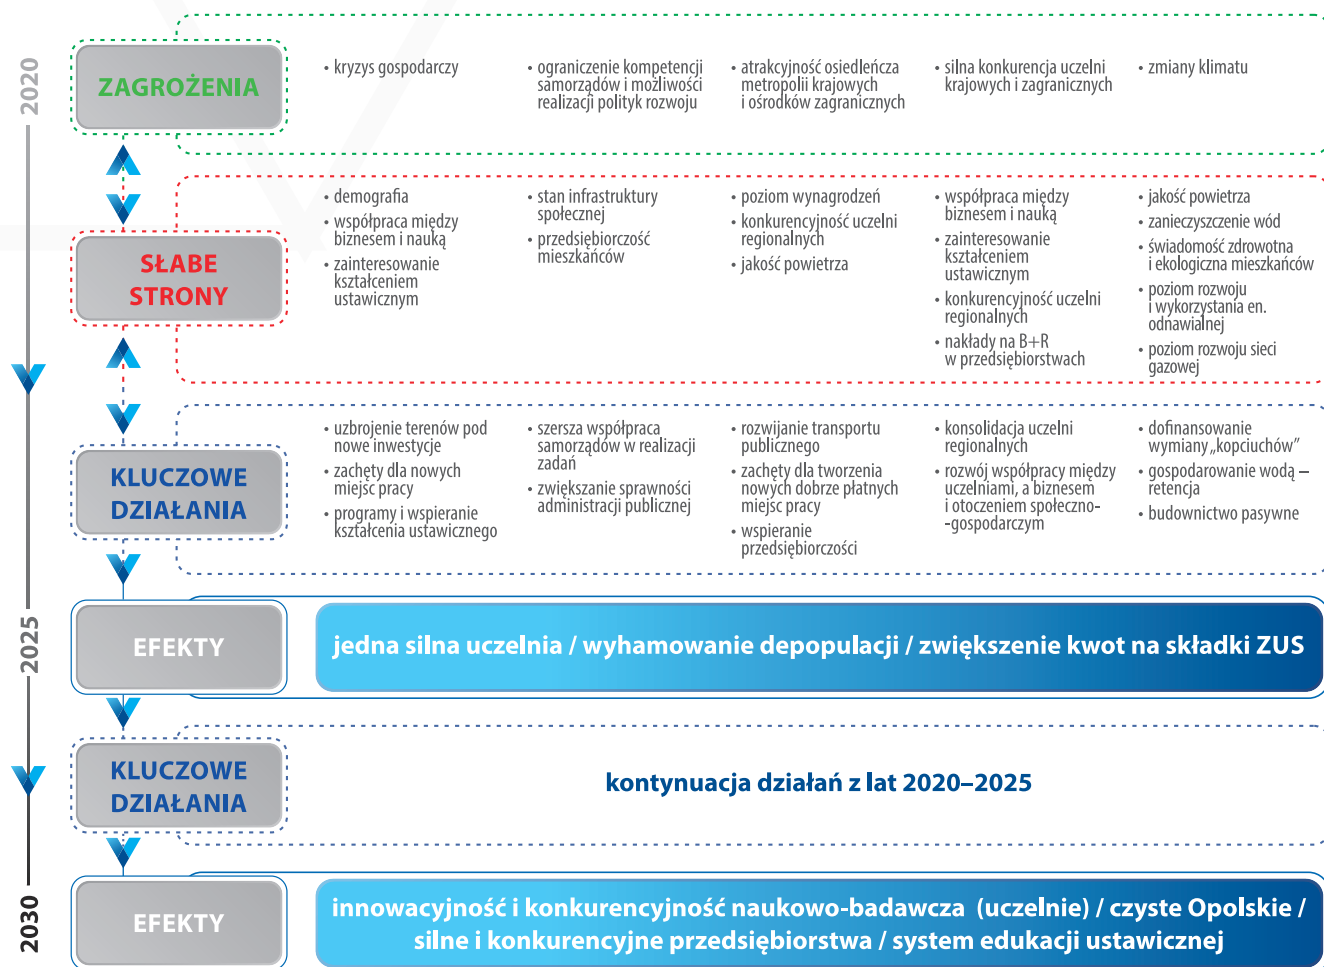 2020
ZAGROŻENIA
• kryzys gospodarczy
• ograniczenie kompetencji
samorządów i możliwości
realizacji polityk rozwoju
• atrakcyjność osiedleńcza
metropolii krajowych
i ośrodków zagranicznych
• silna konkurencja uczelni
krajowych i zagranicznych
• zmiany klimatu
SŁABE
STRONY
• demografia
• współpraca między
biznesem i nauką
• zainteresowanie
kształceniem
ustawicznym
• stan infrastruktury
społecznej
• przedsiębiorczość
mieszkańców
• poziom wynagrodzeń
• konkurencyjność uczelni
regionalnych
• jakość powietrza
• współpraca między
biznesem i nauką
• zainteresowanie
kształceniem
ustawicznym
• konkurencyjność uczelni
regionalnych
• nakłady na B+R
w przedsiębiorstwach
• jakość powietrza
• zanieczyszczenie wód
• świadomość zdrowotna
i ekologiczna mieszkańców
• poziom rozwoju
i wykorzystania en.
odnawialnej
• poziom rozwoju sieci
gazowej
KLUCZOWE
DZIAŁANIA
• uzbrojenie terenów pod
nowe inwestycje
• zachęty dla nowych
miejsc pracy
• programy i wspieranie
kształcenia ustawicznego
• szersza współpraca
samorządów w realizacji
zadań
• zwiększanie sprawności
administracji publicznej
• rozwijanie transportu
publicznego
• zachęty dla tworzenia
nowych dobrze płatnych
miejsc pracy
• wspieranie
przedsiębiorczości
• konsolidacja uczelni
regionalnych
• rozwój współpracy między
uczelniami, a biznesem
i otoczeniem społeczno-
-gospodarczym
• dofinansowanie
wymiany „kopciuchów”
• gospodarowanie wodą –
retencja
• budownictwo pasywne
2025
EFEKTY
jedna silna uczelnia / wyhamowanie depopulacji / zwiększenie kwot na składki ZUS
KLUCZOWE
DZIAŁANIA
kontynuacja działań z lat 2020–2025
2030
EFEKTY
innowacyjność i konkurencyjność naukowo-badawcza (uczelnie) / czyste Opolskie /
silne i konkurencyjne przedsiębiorstwa / system edukacji ustawicznej